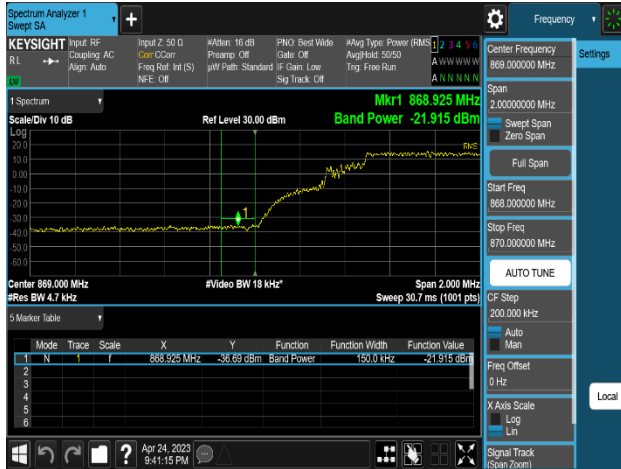 Spectrum Analyzer 1
Swept SA
+
Frequency
KEYSIGHT
Input: RF
Input Z: 50 Ω
#Atten: 16 dB
PNO: Best Wide
#Avg Type: Power (RMS
1 2 3 4 5 6
RL
Coupling: AC
Corr CCorr
Preamp: Off
Gate: Off
Avg|Hold: 50/50
A WWWWW
Align: Auto
Freq Ref: Int (S)
µW Path: Standard
IF Gain: Low
Trig: Free Run
NFE: Off
Sig Track: Off
A N N N N N
1 Spectrum
Mkr1 868.925 MHz
Scale/Div 10 dB
Ref Level 30.00 dBm
Band Power -21.915 dBm
Log
RMS
20.0
10.0
0.00
-10.0
-20.0
1
-30.0
-40.0
-50.0
-60.0
Center 869.000 MHz
#Video BW 18 kHz*
Span 2.000 MHz
#Res BW 4.7 kHz
Sweep 30.7 ms (1001 pts)
5 Marker Table
Mode Trace Scale X Y Function Function Width Function Value
1 N 1 f 868.925 MHz -36.69 dBm Band Power 150.0 kHz -21.915 dBm
2
3
4
5
6
Apr 24, 2023
9:41:15 PM
?
Center Frequency
869.000000 MHz
Settings
Span
2.00000000 MHz
Swept Span
Zero Span
Full Span
Start Freq
868.000000 MHz
Stop Freq
870.000000 MHz
AUTO TUNE
CF Step
200.000 kHz
Auto
Man
Freq Offset
0 Hz
Local
X Axis Scale
Log
Lin
Signal Track
(Span Zoom)